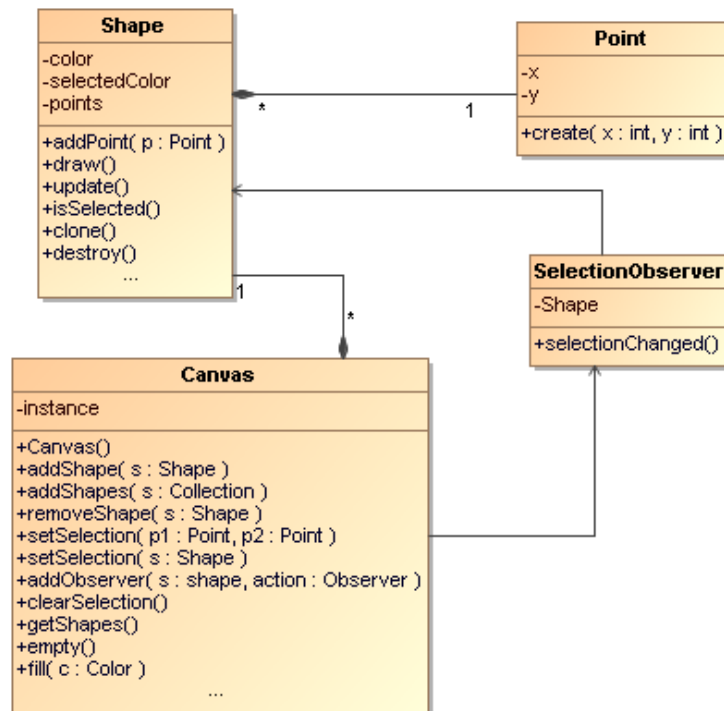 Shape
-color
-selectedColor
-points
+addPoint( p : Point )
+draw()
+update()
+isSelected()
+clone()
+destroy()
...
*
1
Point
-x
-y
+create( x : int, y : int )
SelectionObserver
-Shape
+selectionChanged()
1
*
Canvas
-instance
+Canvas()
+addShape( s : Shape )
+addShapes( s : Collection )
+removeShape( s : Shape )
+setSelection( p1 : Point, p2 : Point )
+setSelection( s : Shape )
+addObserver( s : shape, action : Observer )
+clearSelection()
+getShapes()
+empty()
+fill( c : Color )
...